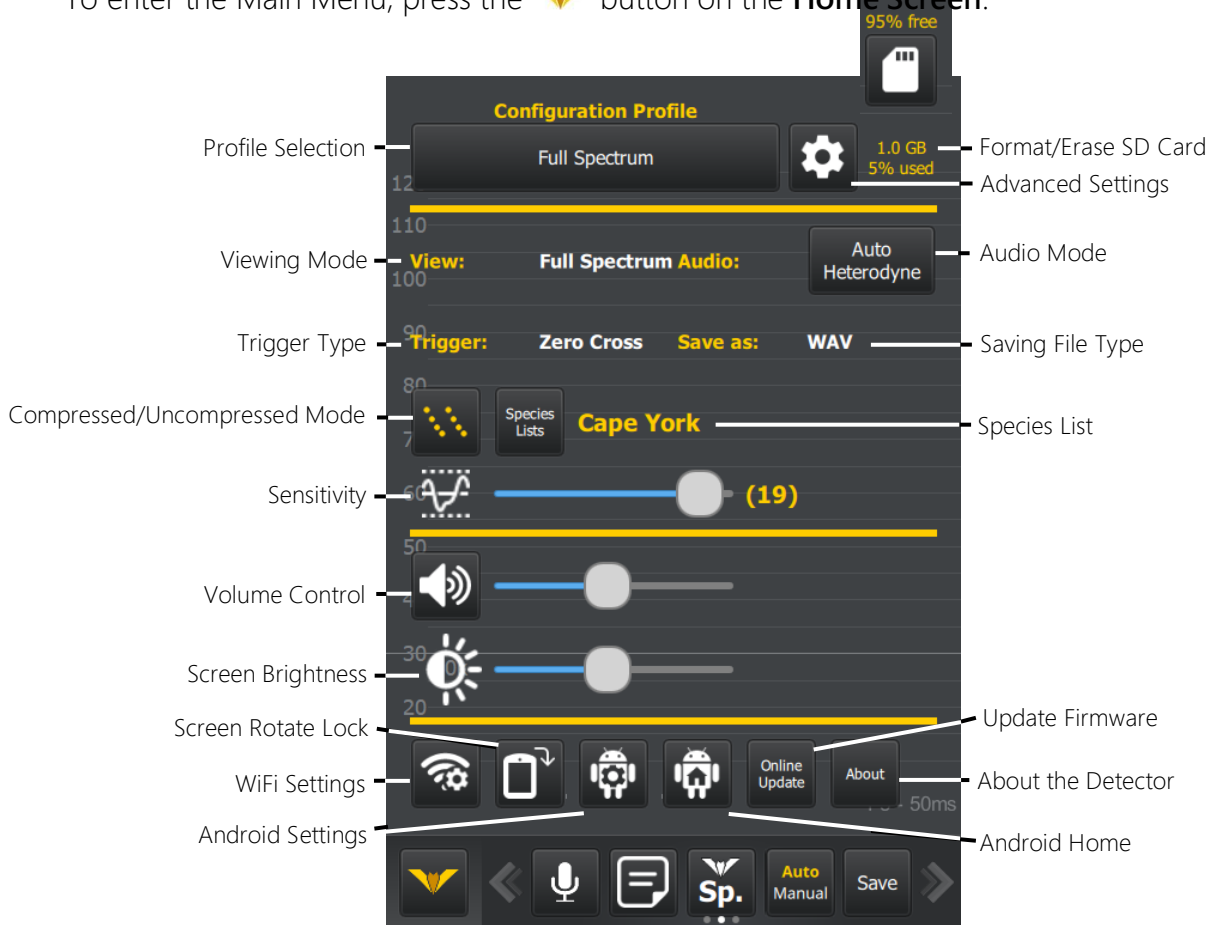 To enter the Main Menu, press the button on the Home Screen.
95% free
Configuration Profile
Profile Selection
Full Spectrum
1.0 GB
5% used
Format/Erase SD Card
Advanced Settings
110
Viewing Mode
View:
Full Spectrum
Audio:
Auto
Heterodyne
Audio Mode
100
90
Trigger Type
Trigger:
Zero Cross
Save as:
WAV
Saving File Type
80
Compressed/Uncompressed Mode
Species
Lists
Cape York
Species List
Sensitivity
60
(19)
50
Volume Control
30
Screen Brightness
20
Screen Rotate Lock
Update Firmware
WiFi Settings
Online
Update
About
About the Detector
50ms
Android Settings
Android Home
Sp.
Auto
Manual
Save